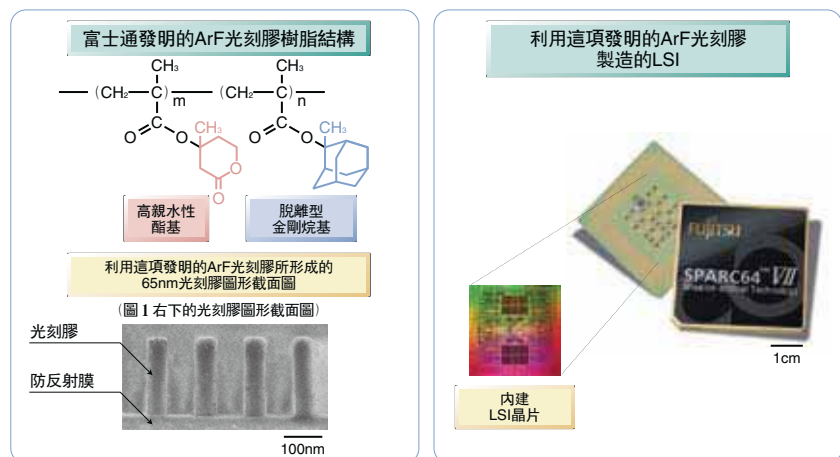 富士通發明的ArF光刻膠樹脂結構
CH₃
CH₃
(CH₂
C)
m
(CH₂
C)
n
C
O
O
CH₃
O
O
C
O
O
CH₃
高親水性
酯基
脫離型
金剛烷基
利用這項發明的ArF光刻膠所形成的
65nm光刻膠圖形截面圖
(圖1右下的光刻膠圖形截面圖)
光刻膠
防反射膜
100nm
利用這項發明的ArF光刻膠
製造的LSI
FUJITSU
SPARC64™ VII
1cm
內建
LSI晶片